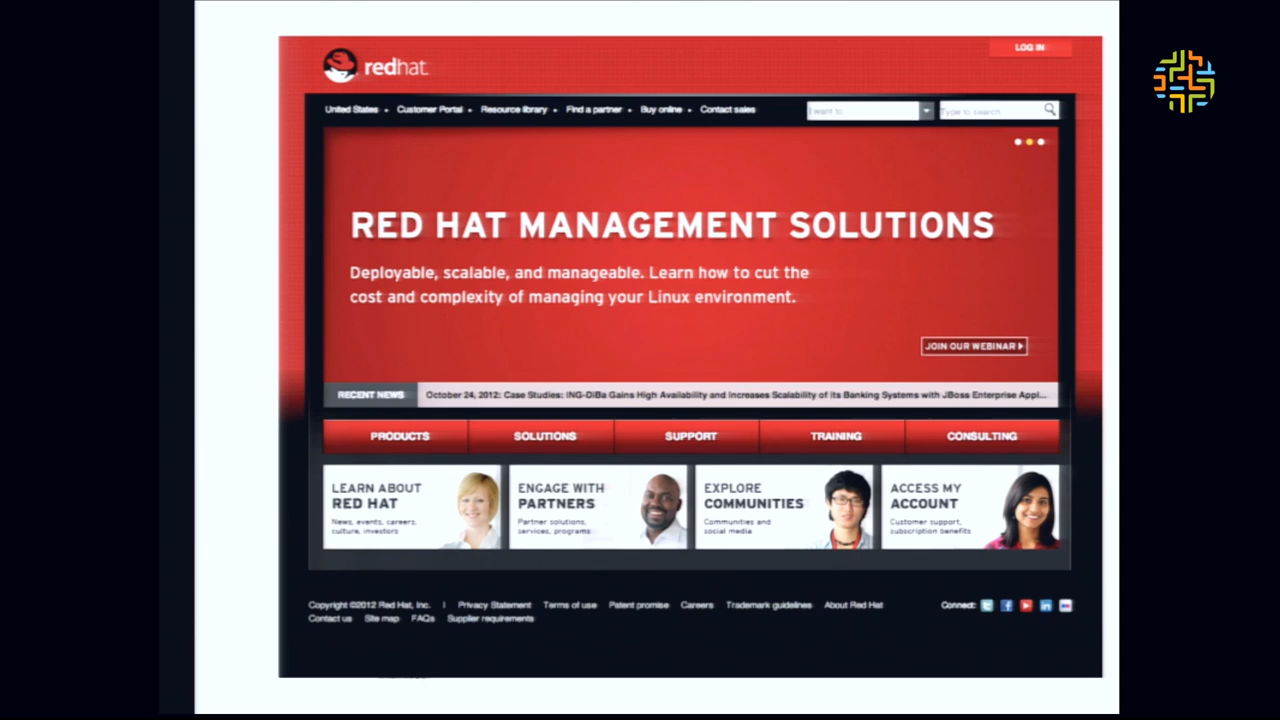 LOG IN
redhat.
United States • Customer Portal • Resource library • Find a partner • Buy online • Contact sales
I want to
Type to search
RED HAT MANAGEMENT SOLUTIONS
Deployable, scalable, and manageable. Learn how to cut the
cost and complexity of managing your Linux environment.
JOIN OUR WEBINAR
RECENT NEWS October 24, 2012: Case Studies: ING-DiBa Gains High Availability and Increases Scalability of its Banking Systems with JBoss Enterprise Appl...
PRODUCTS SOLUTIONS SUPPORT TRAINING CONSULTING
LEARN ABOUT
RED HAT
News, events, careers,
culture, investors
ENGAGE WITH
PARTNERS
Partner solutions,
services, programs
EXPLORE
COMMUNITIES
Communities and
social media
ACCESS MY
ACCOUNT
Customer support,
subscription benefits
Copyright ©2012 Red Hat, Inc. | Privacy Statement Terms of use Patent promise Careers Trademark guidelines About Red Hat Connect:
Contact us Site map FAQs Supplier requirements